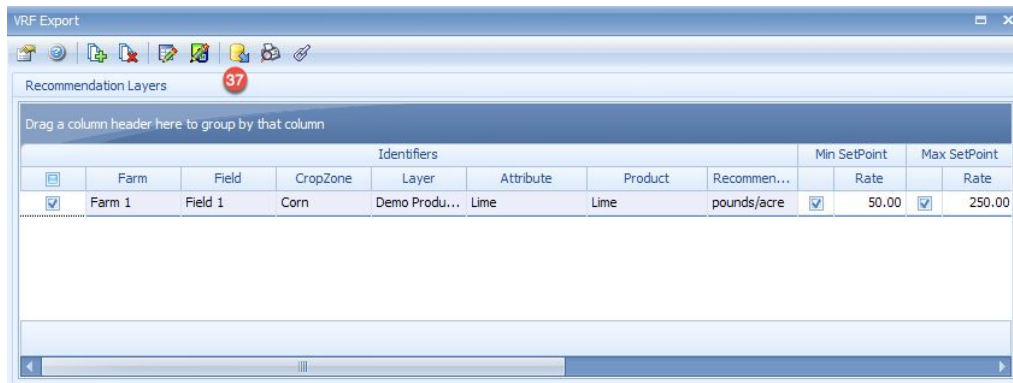 VRF Export
37
Recommendation Layers
Drag a column header here to group by that column
Identifiers Min SetPoint Max SetPoint
Farm Field CropZone Layer Attribute Product Recommen... Rate Rate
Farm 1 Field 1 Corn Demo Produ... Lime Lime pounds/acre 50.00 250.00